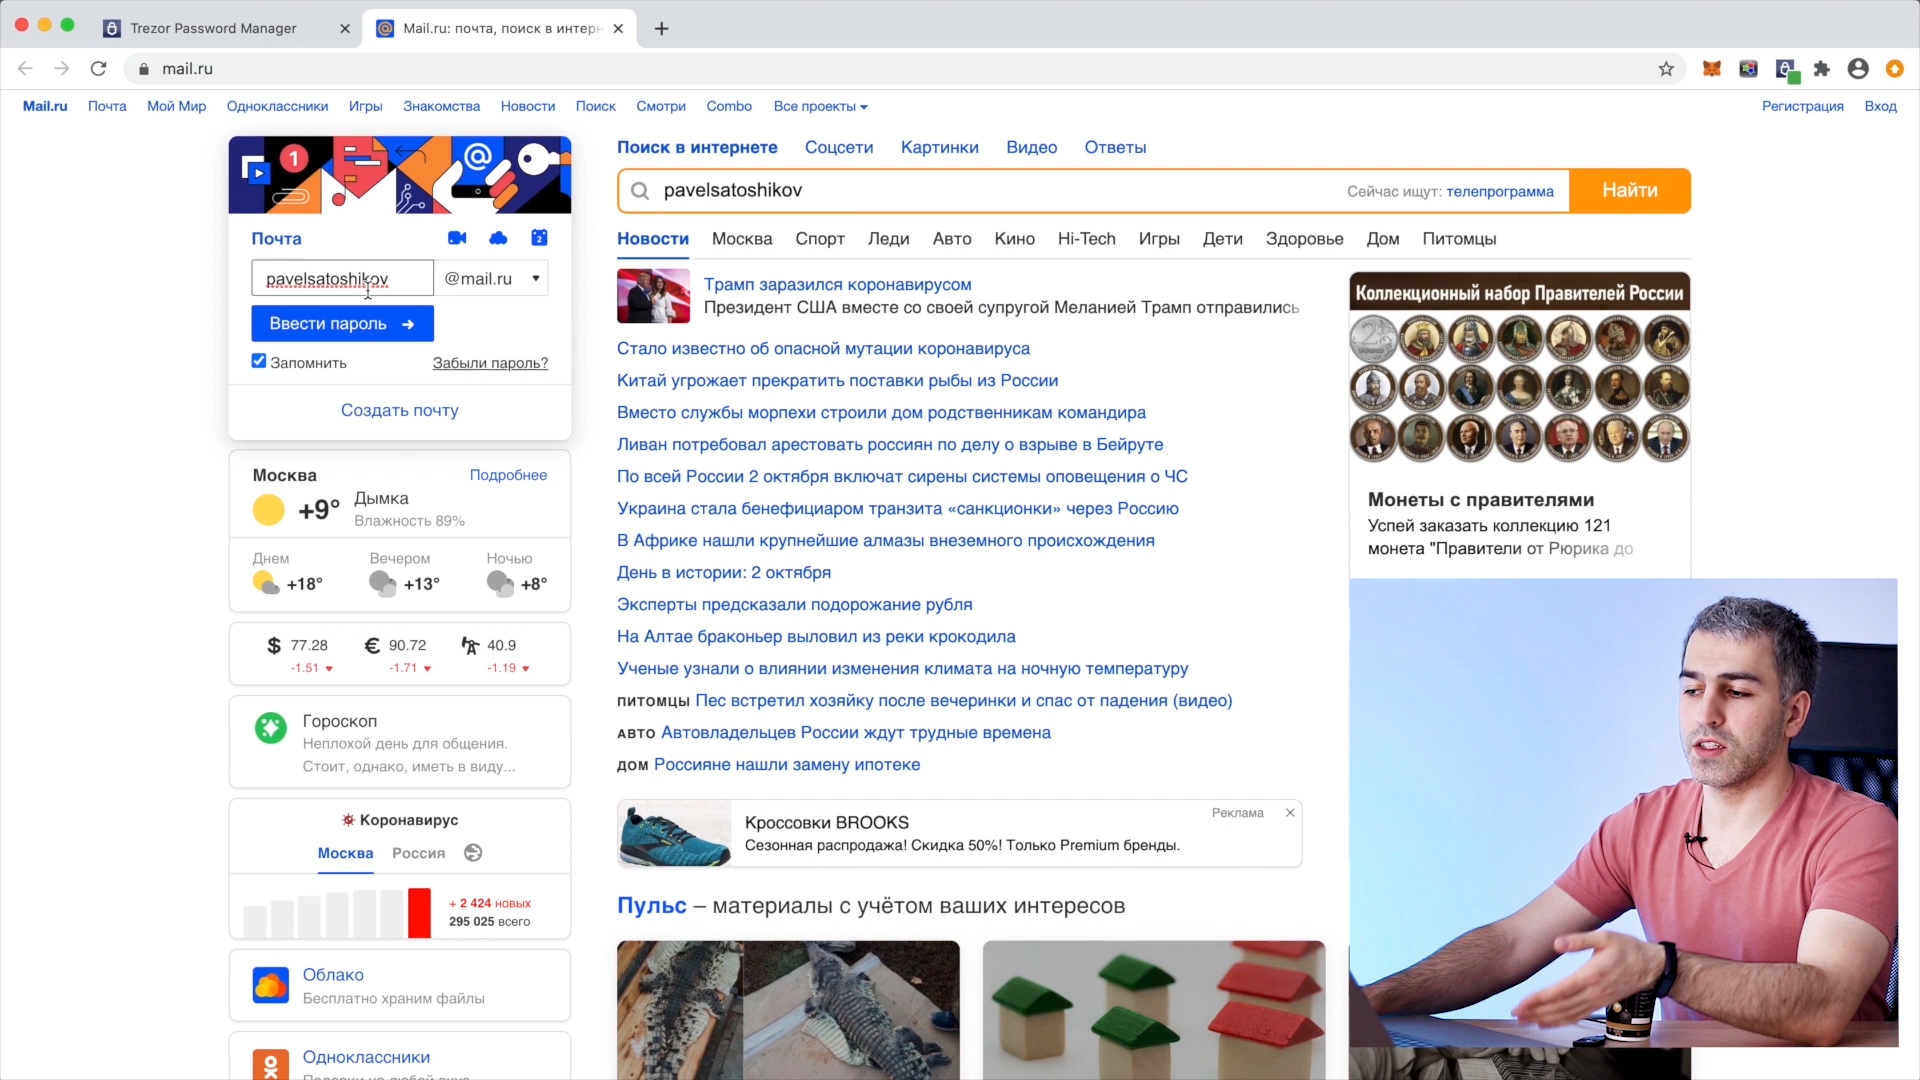 Trezor Password Manager
Mail.ru: почта, поиск в интерн
mail.ru
Mail.ru Почта Мой Мир Одноклассники Игры Знакомства Новости Поиск Смотри Combo Все проекты
Регистрация Вход
1
@
Почта
2
pavelsatoshikov
@mail.ru
Ввести пароль
Запомнить
Забыли пароль?
Создать почту
Москва
Подробнее
+9°
Дымка
Влажность 89%
Днем
+18°
Вечером
+13°
Ночью
+8°
$ 77.28
-1.51
€ 90.72
-1.71
40.9
-1.19
Гороскоп
Неплохой день для общения.
Стоит, однако, иметь в виду...
Коронавирус
Москва Россия
+ 2 424 новых
295 025 всего
Облако
Бесплатно храним файлы
Одноклассники
Поиск в интернете Соцсети Картинки Видео Ответы
pavelsatoshikov
Сейчас ищут: телепрограмма
Найти
Новости Москва Спорт Леди Авто Кино Hi-Tech Игры Дети Здоровье Дом Питомцы
Трамп заразился коронавирусом
Президент США вместе со своей супругой Меланией Трамп отправились
Стало известно об опасной мутации коронавируса
Китай угрожает прекратить поставки рыбы из России
Вместо службы морпехи строили дом родственникам командира
Ливан потребовал арестовать россиян по делу о взрыве в Бейруте
По всей России 2 октября включат сирены системы оповещения о ЧС
Украина стала бенефициаром транзита «санкционки» через Россию
В Африке нашли крупнейшие алмазы внеземного происхождения
День в истории: 2 октября
Эксперты предсказали подорожание рубля
На Алтае браконьер выловил из реки крокодила
Ученые узнали о влиянии изменения климата на ночную температуру
ПИТОМЦЫ Пес встретил хозяйку после вечеринки и спас от падения (видео)
АВТО Автовладельцев России ждут трудные времена
ДОМ Россияне нашли замену ипотеке
Кроссовки BROOKS
Сезонная распродажа! Скидка 50%! Только Premium бренды.
Реклама
Пульс – материалы с учётом ваших интересов
Коллекционный набор Правителей России
Монеты с правителями
Успей заказать коллекцию 121
монета "Правители от Рюрика до